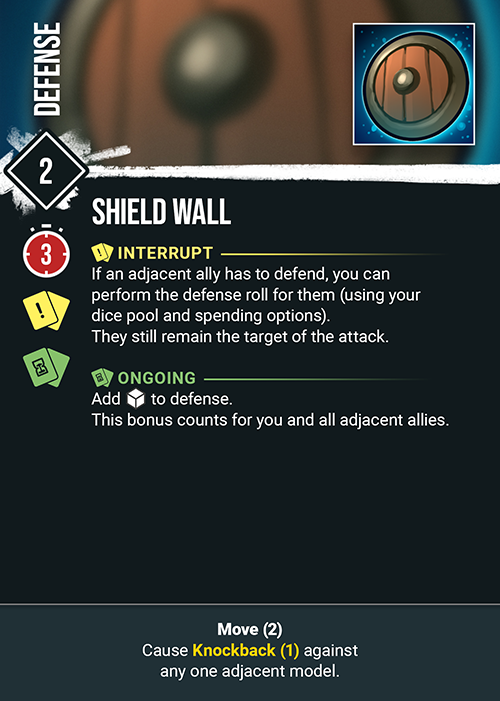 DEFENSE
2
SHIELD WALL
3
INTERRUPT
If an adjacent ally has to defend, you can
perform the defense roll for them (using your
dice pool and spending options).
They still remain the target of the attack.
ONGOING
Add to defense.
This bonus counts for you and all adjacent allies.
Move (2)
Cause Knockback (1) against
any one adjacent model.